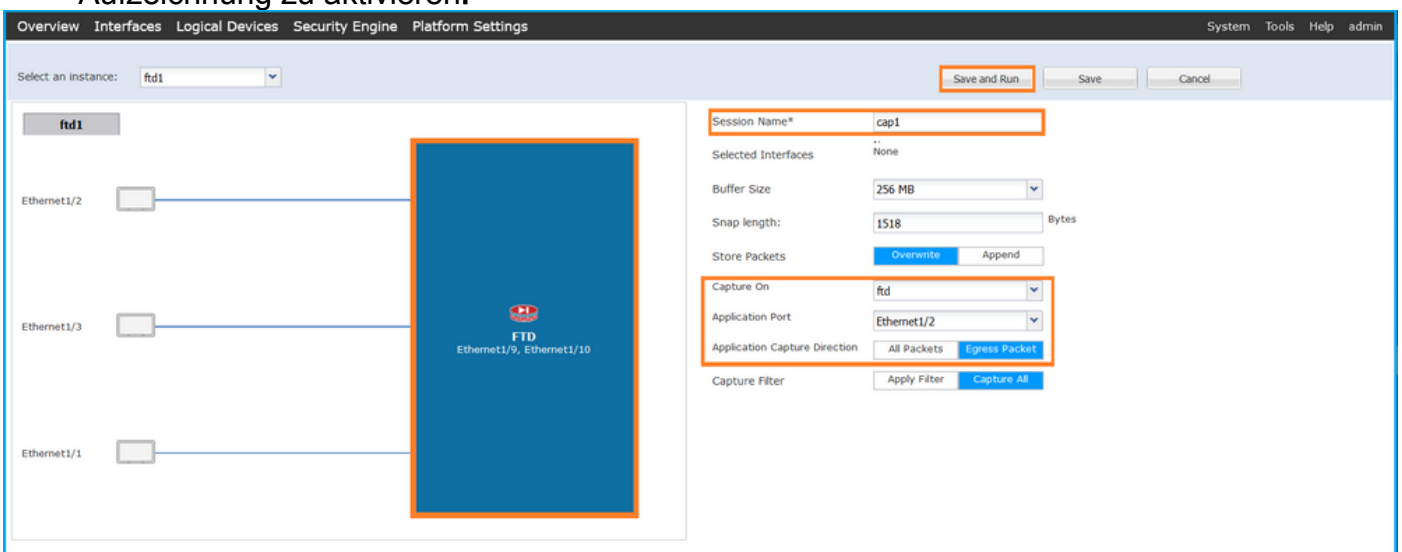 Aufzeichnung zu aktivieren.
Overview Interfaces Logical Devices Security Engine Platform Settings System Tools Help admin
Select an instance: ftd1 Save and Run Save Cancel
ftd1
Session Name* cap1
Selected Interfaces None
Ethernet1/2
Buffer Size 256 MB
Snap length: 1518 Bytes
Store Packets Overwrite Append
Capture On ftd
Application Port Ethernet1/2
Ethernet1/3
FTD
Ethernet1/9, Ethernet1/10
Application Capture Direction All Packets Egress Packet
Capture Filter Apply Filter Capture All
Ethernet1/1